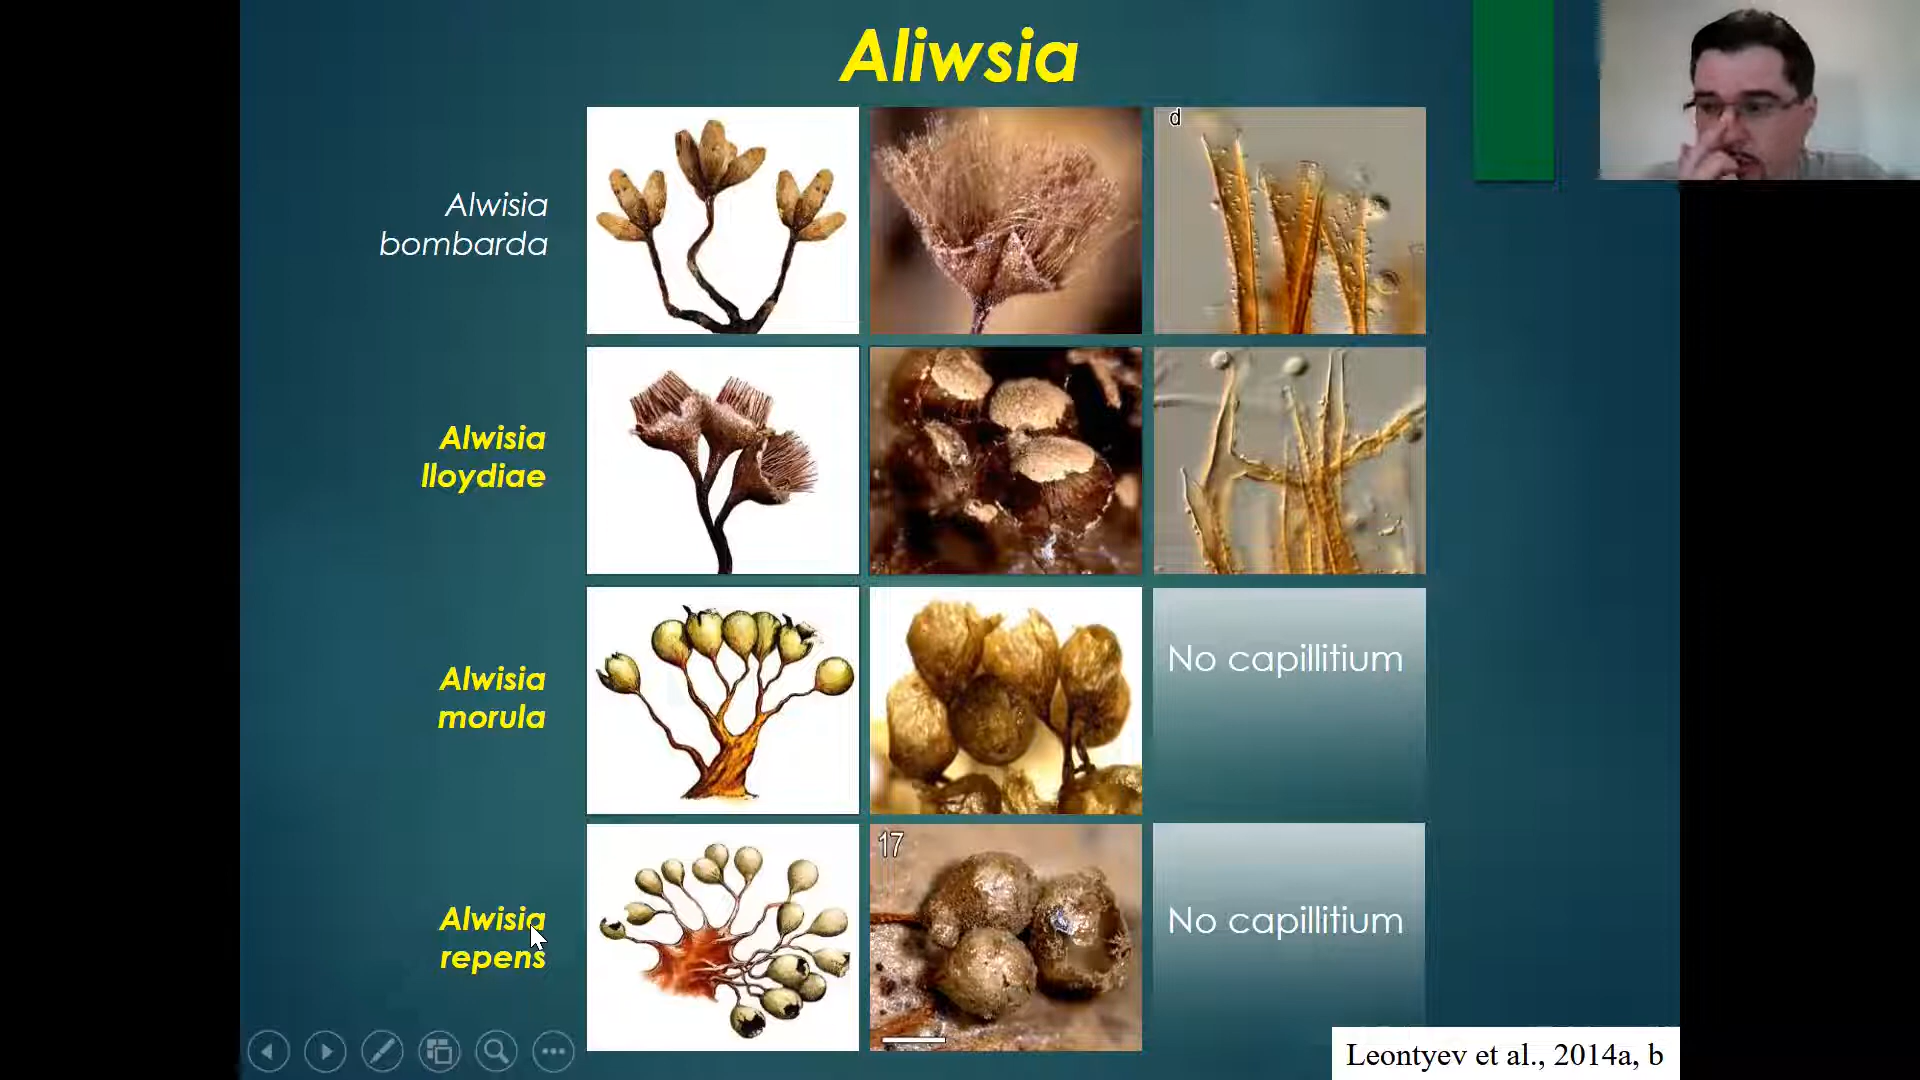 Aliwsia
d
Alwisia
bombarda
Alwisia
lloydiae
Alwisia
morula
No capillitium
17
Alwisia
repens
No capillitium
Leontyev et al., 2014a, b